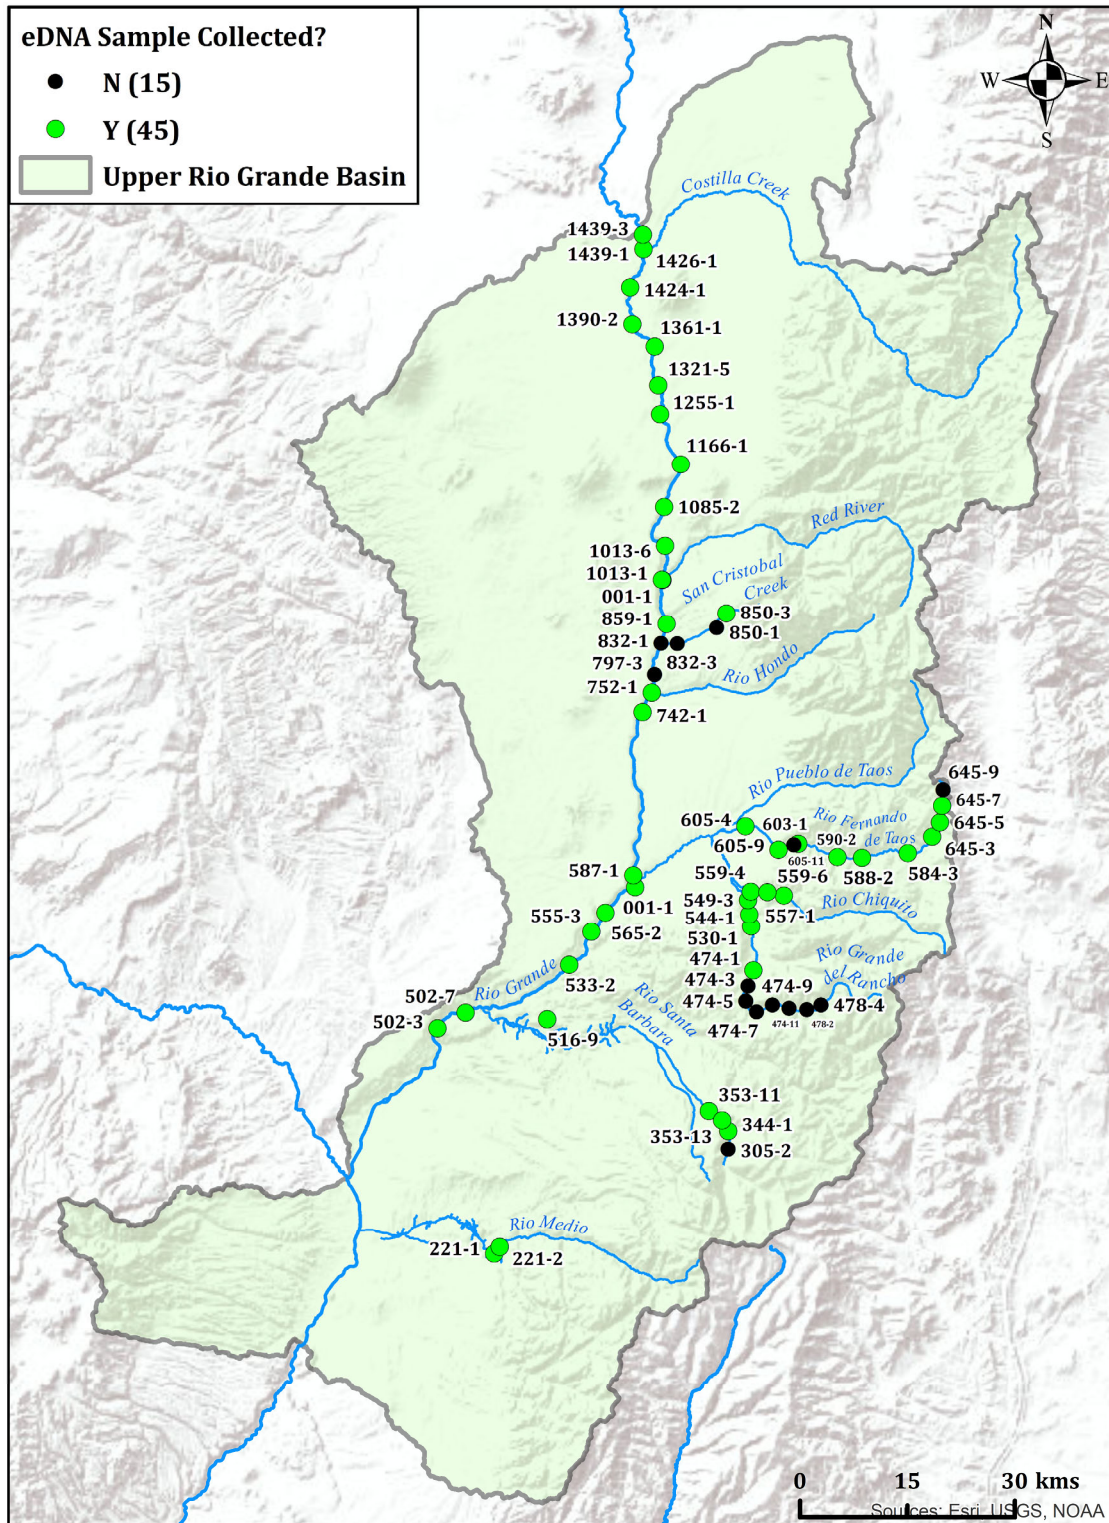 eDNA Sample Collected?
N (15)
Y (45)
Upper Rio Grande Basin
N
W
E
S
Costilla Creek
1439-3
1439-1
1426-1
1424-1
1390-2
1361-1
1321-5
1255-1
1166-1
1085-2
Red River
1013-6
1013-1
San Cristobal
Creek
001-1
859-1
850-3
850-1
832-1
832-3
797-3
Rio Hondo
752-1
742-1
Rio Pueblo de Taos
645-9
645-7
605-4
603-1
Rio Fernando
de Taos
645-5
590-2
605-9
605-11
645-3
588-2
584-3
587-1
559-4
559-6
549-3
001-1
557-1
Rio Chiquito
555-3
544-1
565-2
530-1
474-1
Rio Grande
del Rancho
Rio Grande
533-2
474-3
474-9
502-7
Rio Santa
Barbara
474-5
478-4
502-3
516-9
474-7
474-11
478-2
353-11
344-1
353-13
305-2
Rio Medio
221-1
221-2
0
15
30 kms
Sources: Esri, USGS, NOAA